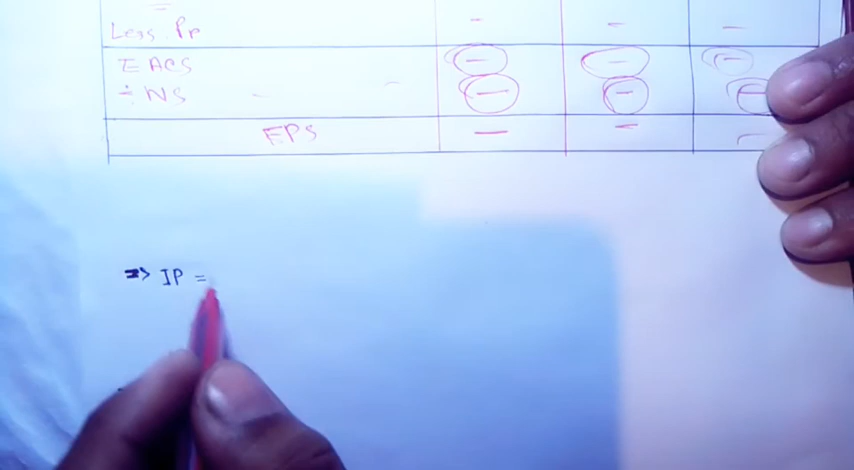 Less: Pr - - -
= ACS - - -
÷ NS - - -
EPS - - -
=> IP =